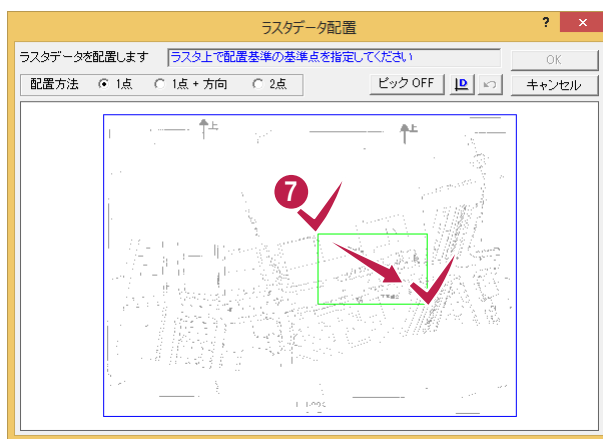 ラスタデータ配置
? ×
ラスタデータを配置します ラスタ上で配置基準の基準点を指定してください OK
配置方法 1点 1点 + 方向 2点 ピック OFF D キャンセル
上 上
7